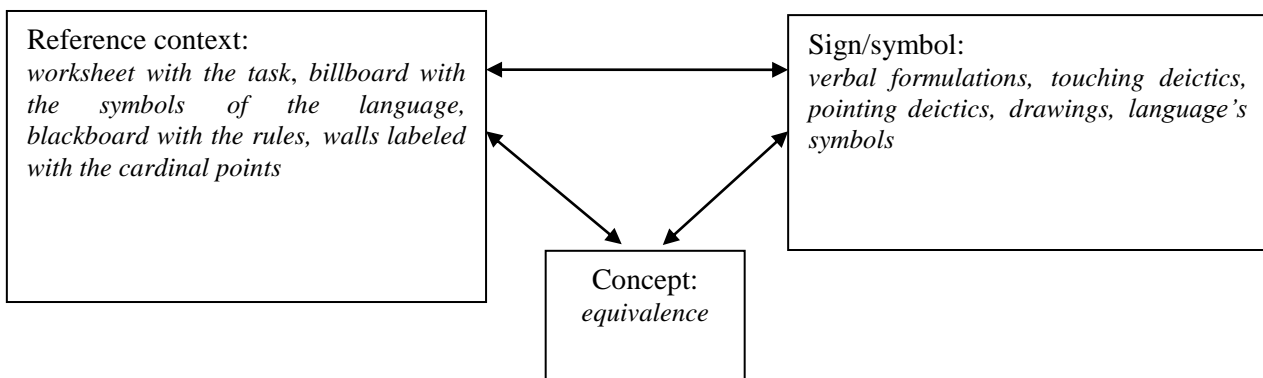 Reference context:
worksheet with the task, billboard with
the symbols of the language,
blackboard with the rules, walls labeled
with the cardinal points
Sign/symbol:
verbal formulations, touching deictics,
pointing deictics, drawings, language’s
symbols
Concept:
equivalence